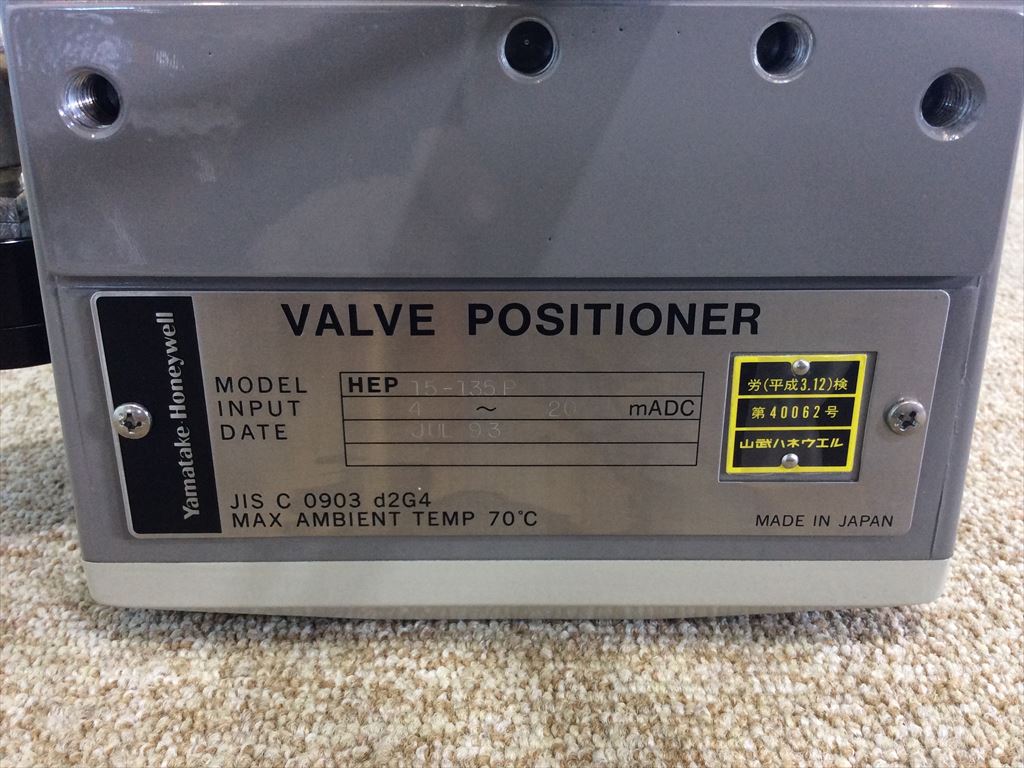 VALVE POSITIONER
Yamatake-Honeywell
MODEL HEP 15-135P
INPUT 4 ~ 20 mADC
DATE JUL 93
JIS C 0903 d2G4
MAX AMBIENT TEMP 70°C
労(平成3.12)検
第40062号
山武ハネウエル
MADE IN JAPAN